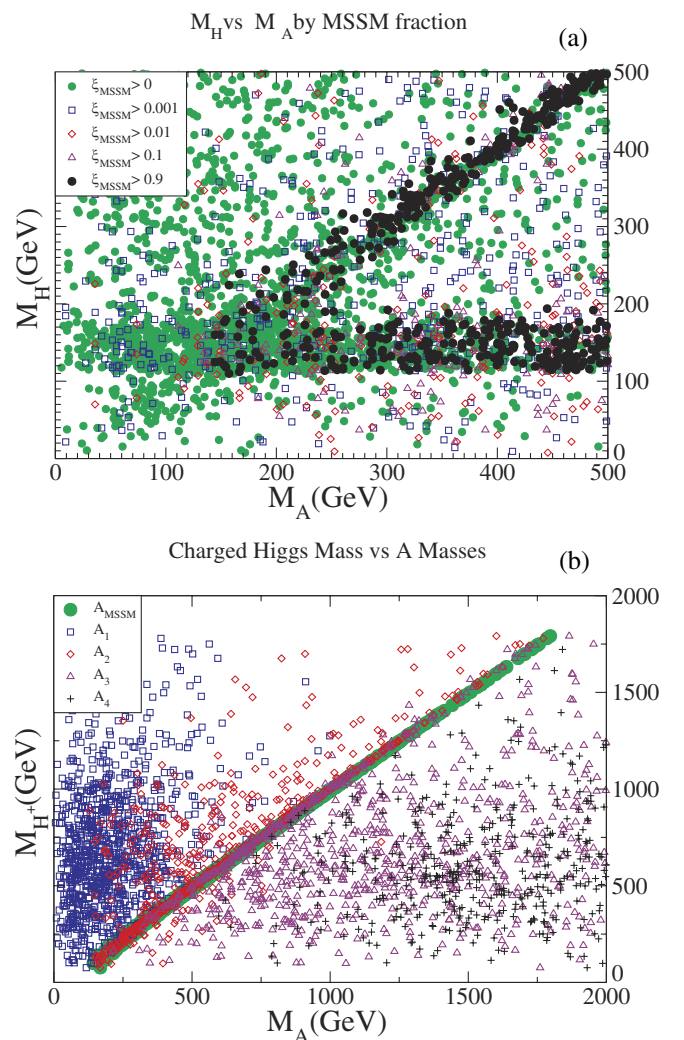 M_H vs M_A by MSSM fraction
(a)
ξ_MSSM > 0
ξ_MSSM > 0.001
ξ_MSSM > 0.01
ξ_MSSM > 0.1
ξ_MSSM > 0.9
500
400
300
200
100
0
M_H (GeV)
0 100 200 300 400 500
M_A (GeV)
Charged Higgs Mass vs A Masses
(b)
A_MSSM
A_1
A_2
A_3
A_4
2000
1500
1000
500
0
M_H+ (GeV)
0 500 1000 1500 2000
M_A (GeV)